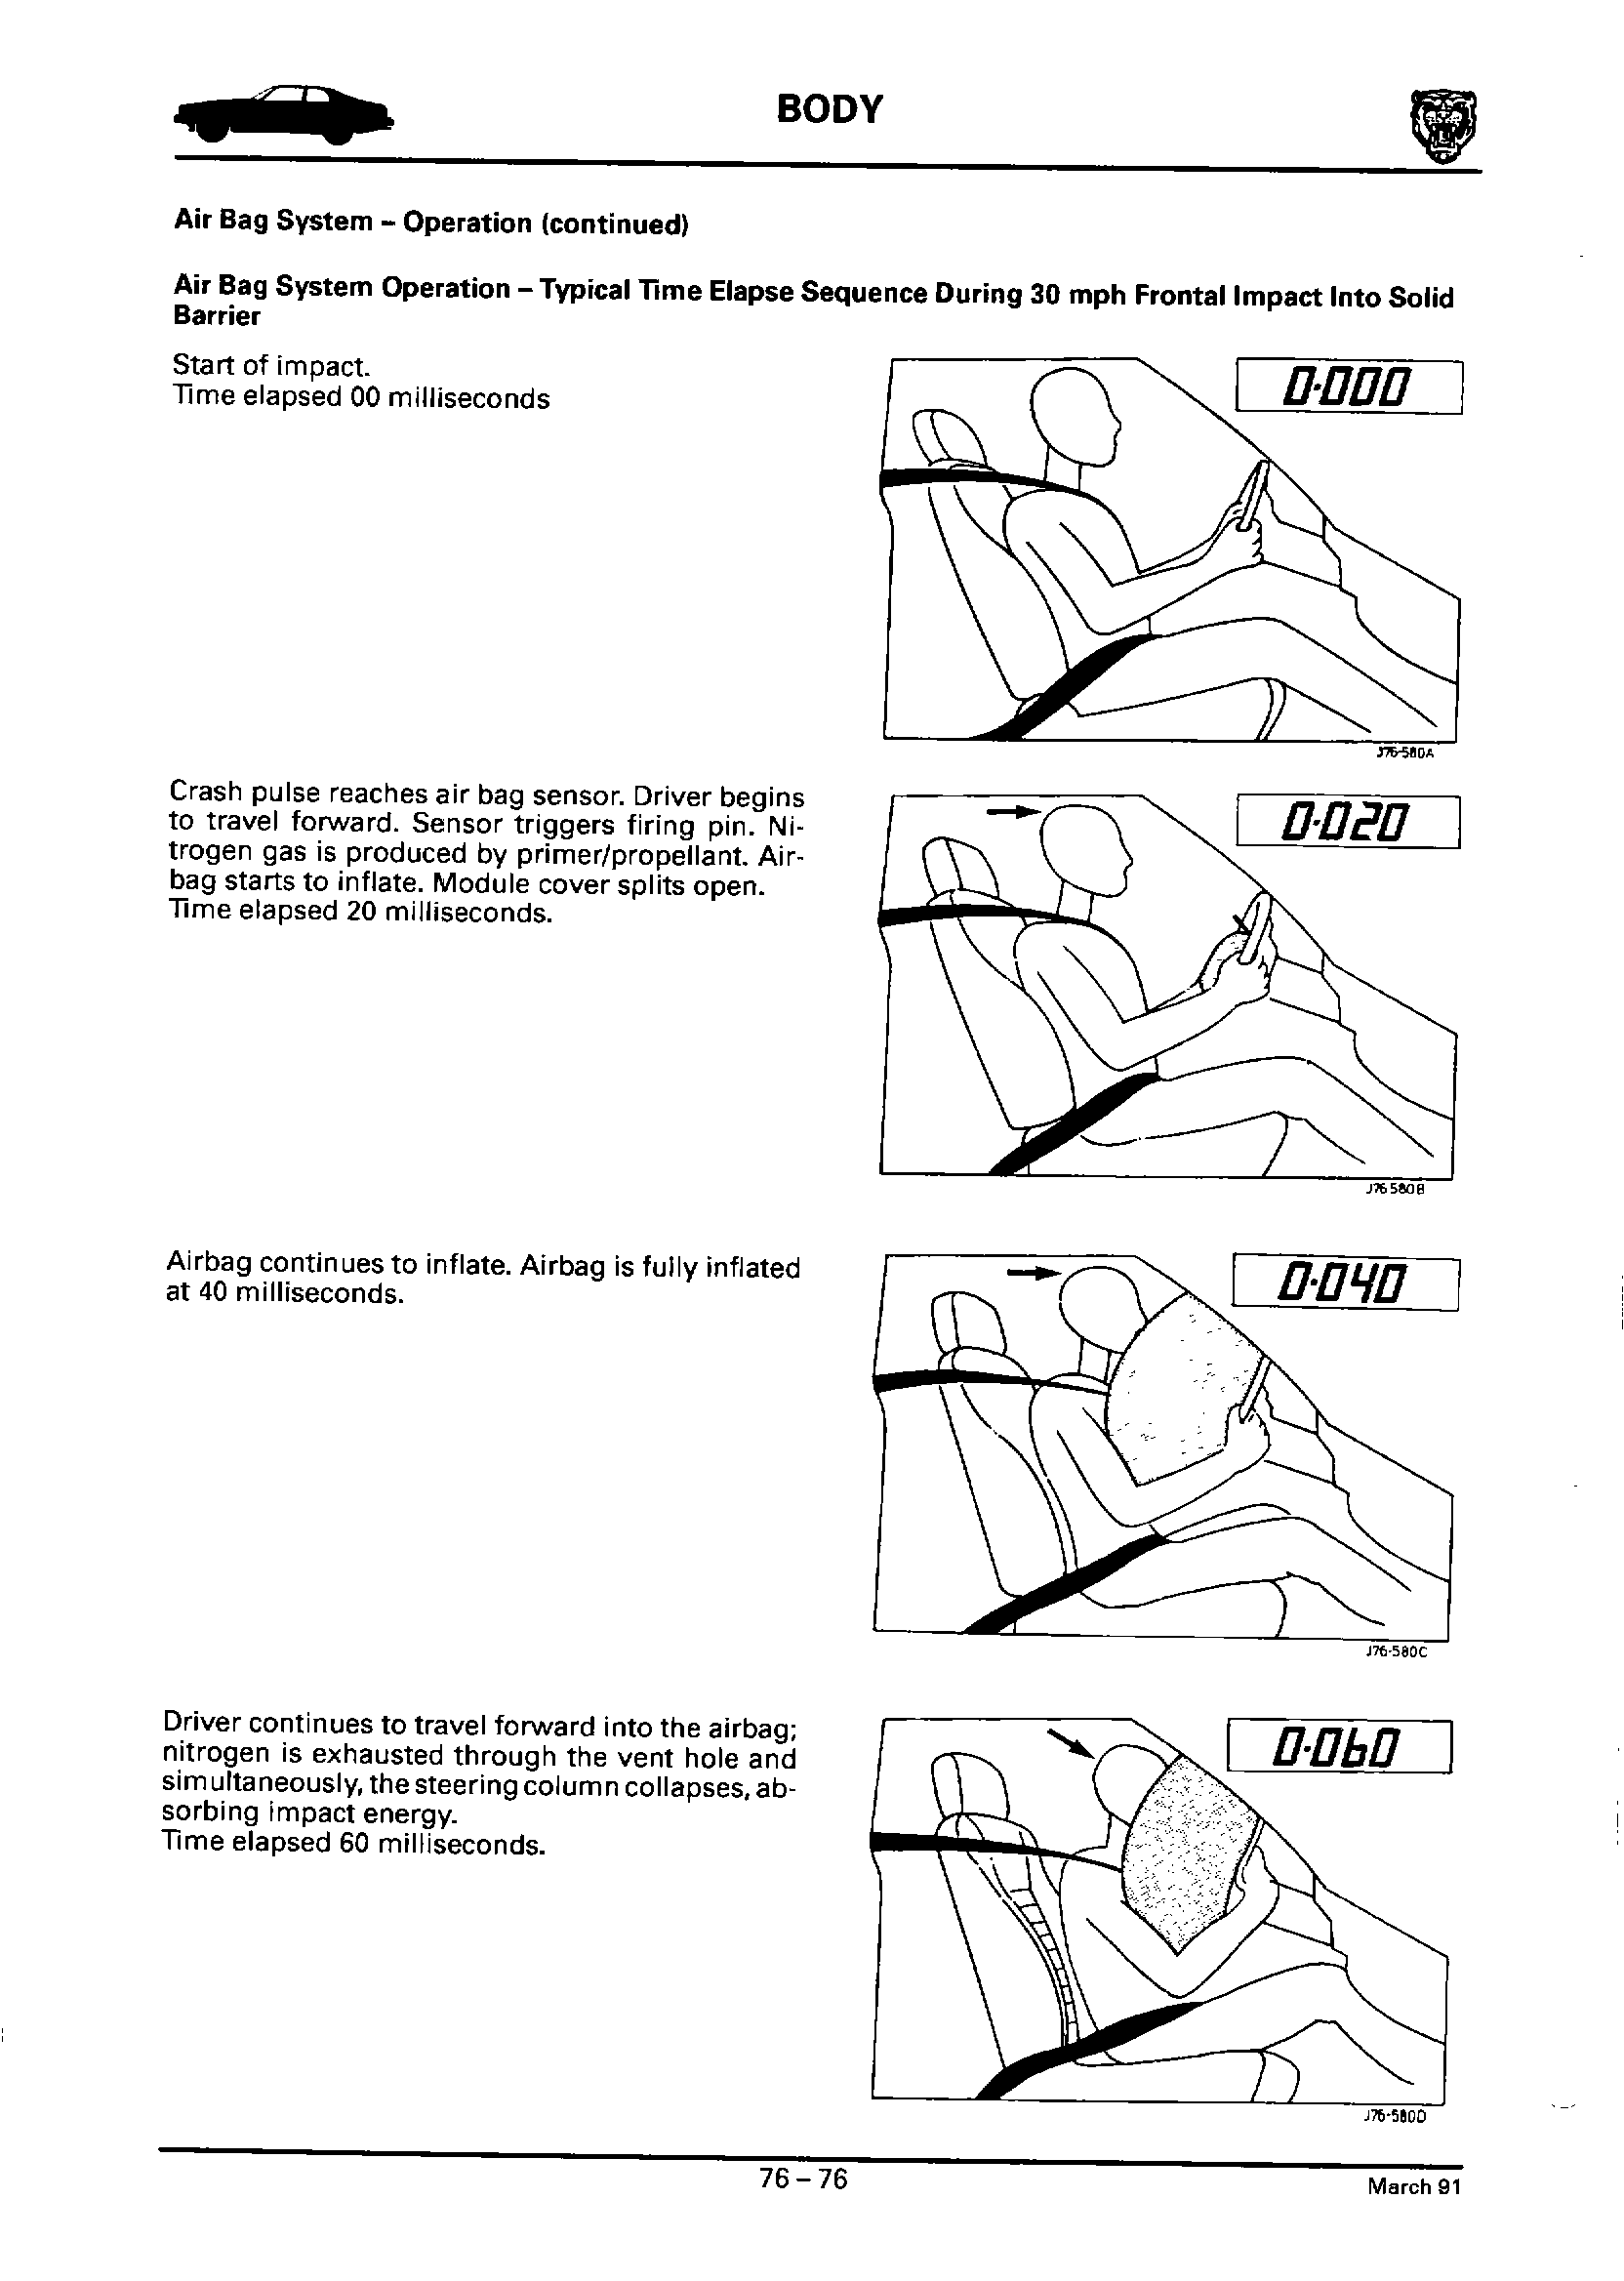 BODY
Air Bag System – Operation (continued)
Air Bag System Operation – Typical Time Elapse Sequence During 30 mph Frontal Impact Into Solid
Barrier
Start of impact.
Time elapsed 00 milliseconds
0·000
J76-580A
Crash pulse reaches air bag sensor. Driver begins
to travel forward. Sensor triggers firing pin. Ni-
trogen gas is produced by primer/propellant. Air-
bag starts to inflate. Module cover splits open.
Time elapsed 20 milliseconds.
0·020
J76 580B
Airbag continues to inflate. Airbag is fully inflated
at 40 milliseconds.
0·040
J76-580C
Driver continues to travel forward into the airbag;
nitrogen is exhausted through the vent hole and
simultaneously, the steering column collapses, ab-
sorbing impact energy.
Time elapsed 60 milliseconds.
0·060
J76-580D
76 – 76
March 91